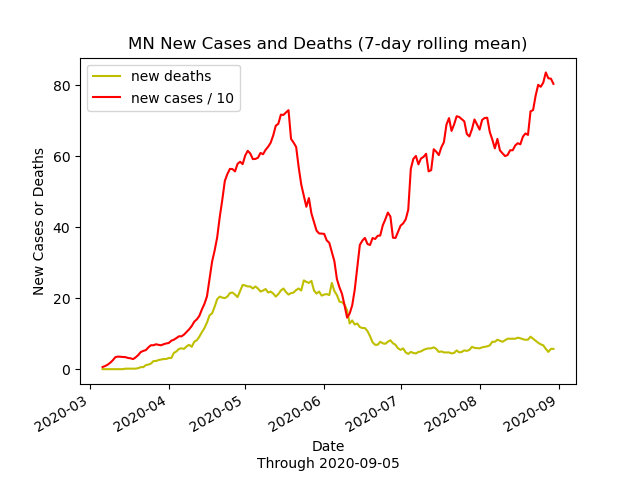 MN New Cases and Deaths (7-day rolling mean)
new deaths
new cases / 10
80
60
40
20
0
New Cases or Deaths
2020-03
2020-04
2020-05
2020-06
2020-07
2020-08
2020-09
Date
Through 2020-09-05